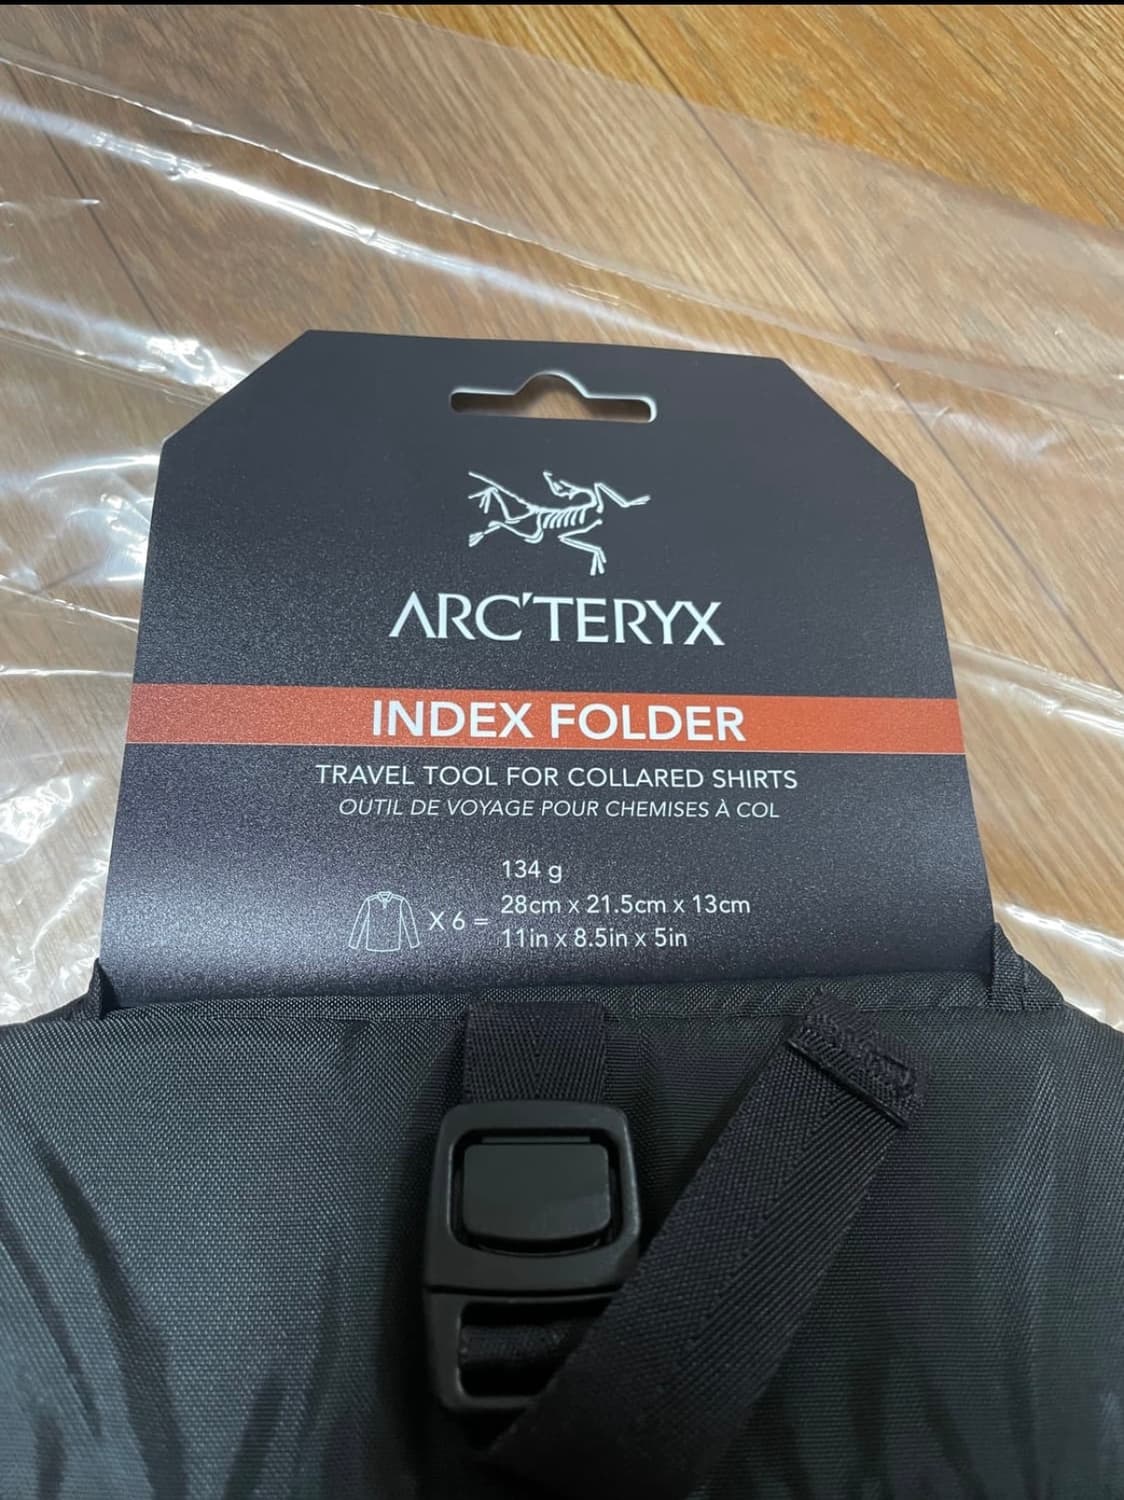 ARC'TERYX
INDEX FOLDER
TRAVEL TOOL FOR COLLARED SHIRTS
OUTIL DE VOYAGE POUR CHEMISES À COL
134 g
X 6 = 28cm x 21.5cm x 13cm
11in x 8.5in x 5in